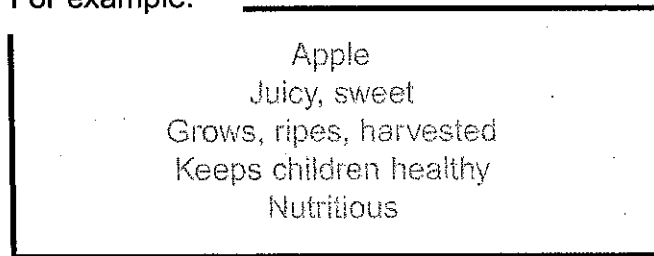 For example:
Apple
Juicy, sweet
Grows, ripes, harvested
Keeps children healthy
Nutritious